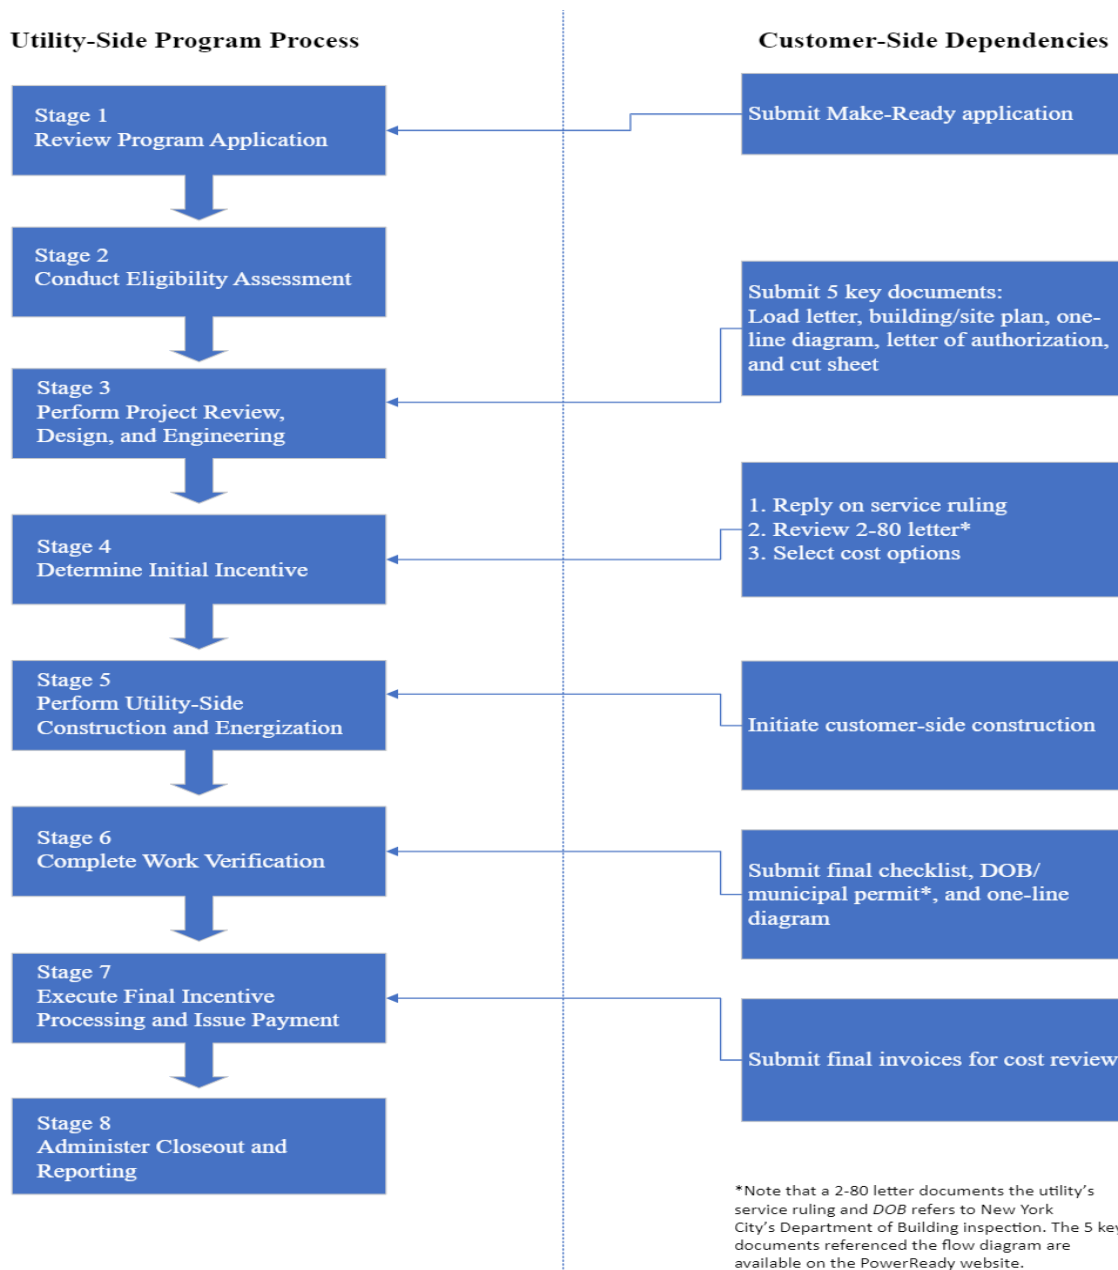 Utility-Side Program Process
Customer-Side Dependencies
Stage 1
Review Program Application
Submit Make-Ready application
Stage 2
Conduct Eligibility Assessment
Submit 5 key documents:
Load letter, building/site plan, one-
line diagram, letter of authorization,
and cut sheet
Stage 3
Perform Project Review,
Design, and Engineering
1. Reply on service ruling
2. Review 2-80 letter*
3. Select cost options
Stage 4
Determine Initial Incentive
Stage 5
Perform Utility-Side
Construction and Energization
Initiate customer-side construction
Stage 6
Complete Work Verification
Submit final checklist, DOB/
municipal permit*, and one-line
diagram
Stage 7
Execute Final Incentive
Processing and Issue Payment
Submit final invoices for cost review
Stage 8
Administer Closeout and
Reporting
*Note that a 2-80 letter documents the utility's
service ruling and DOB refers to New York
City's Department of Building inspection. The 5 key
documents referenced the flow diagram are
available on the PowerReady website.